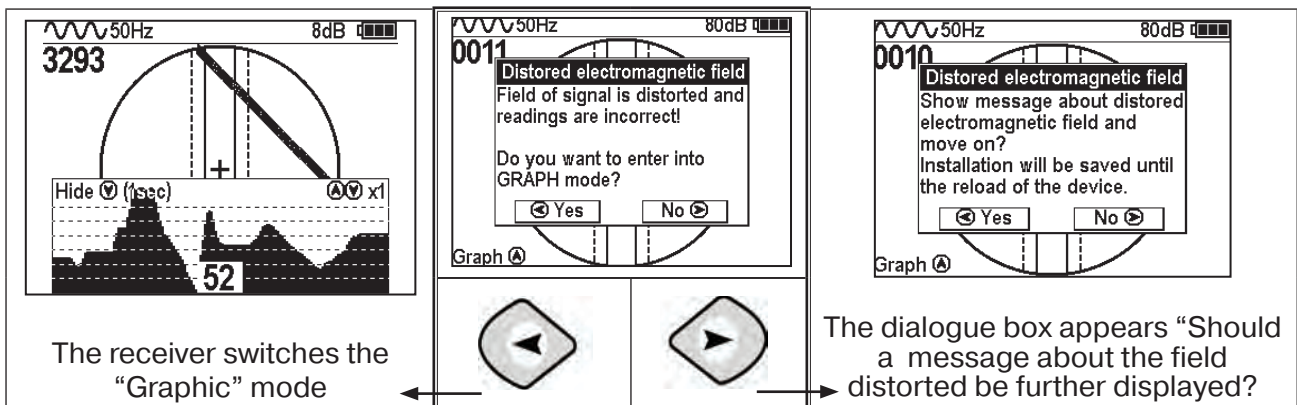 50Hz 8dB
3293
Hide (1sec) x1
52
The receiver switches the
“Graphic” mode
50Hz 80dB
0011
Distored electromagnetic field
Field of signal is distorted and
readings are incorrect!
Do you want to enter into
GRAPH mode?
Yes No
Graph
50Hz 80dB
0010
Distored electromagnetic field
Show message about distored
electromagnetic field and
move on?
Installation will be saved until
the reload of the device.
Yes No
Graph
The dialogue box appears “Should
a message about the field
distorted be further displayed?